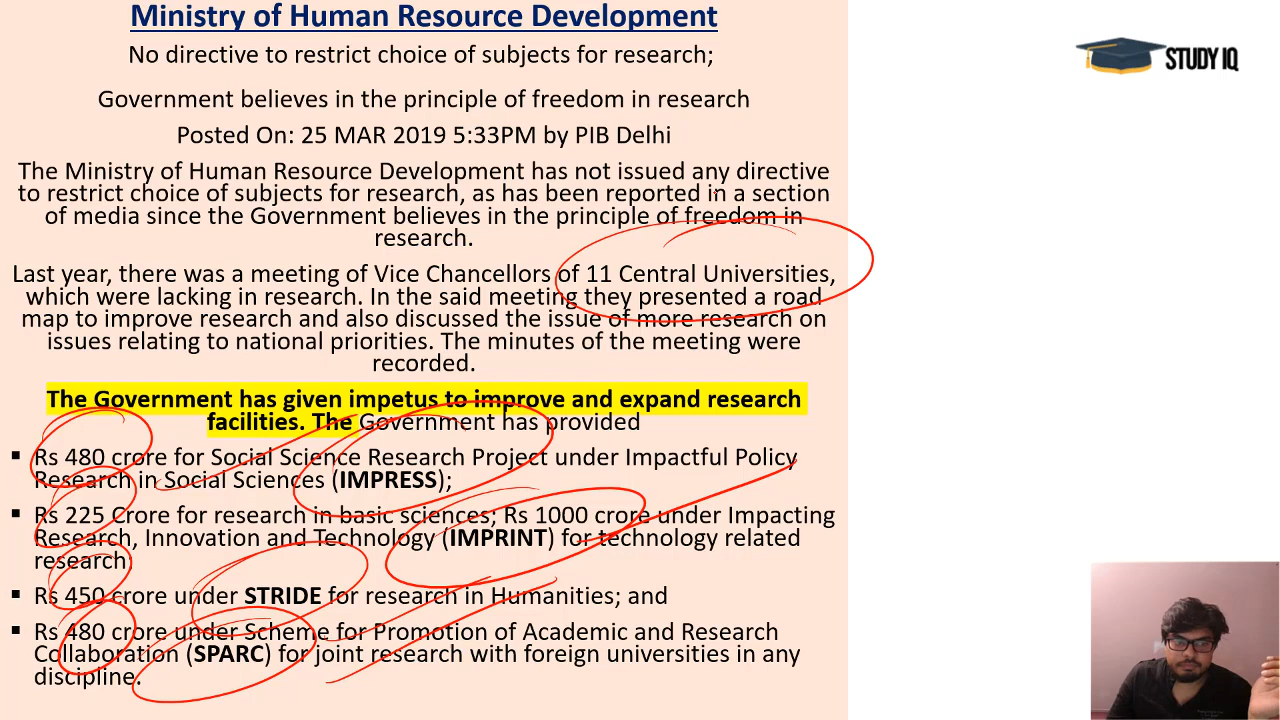 Ministry of Human Resource Development
STUDY IQ
No directive to restrict choice of subjects for research;
Government believes in the principle of freedom in research
Posted On: 25 MAR 2019 5:33PM by PIB Delhi
The Ministry of Human Resource Development has not issued any directive
to restrict choice of subjects for research, as has been reported in a section
of media since the Government believes in the principle of freedom in
research.
Last year, there was a meeting of Vice Chancellors of 11 Central Universities,
which were lacking in research. In the said meeting they presented a road
map to improve research and also discussed the issue of more research on
issues relating to national priorities. The minutes of the meeting were
recorded.
The Government has given impetus to improve and expand research
facilities. The Government has provided
▪ Rs 480 crore for Social Science Research Project under Impactful Policy
Research in Social Sciences (IMPRESS);
▪ Rs 225 Crore for research in basic sciences; Rs 1000 crore under Impacting
Research, Innovation and Technology (IMPRINT) for technology related
research;
▪ Rs 450 crore under STRIDE for research in Humanities; and
▪ Rs 480 crore under Scheme for Promotion of Academic and Research
Collaboration (SPARC) for joint research with foreign universities in any
discipline.